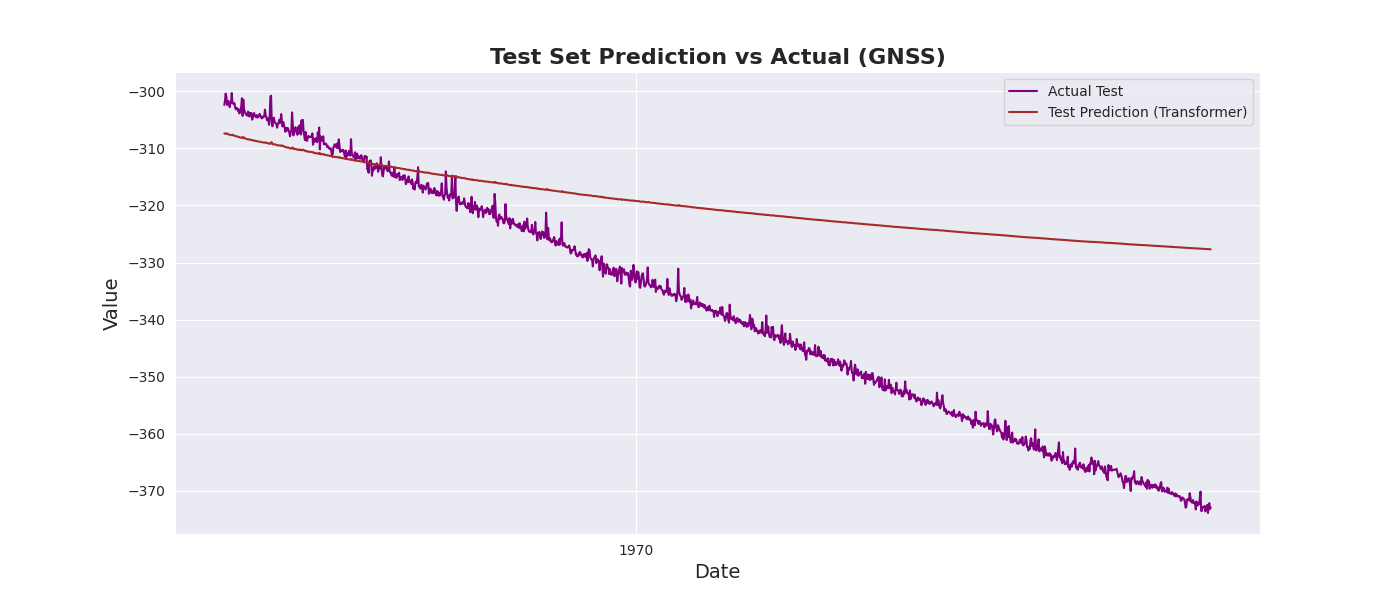 Test Set Prediction vs Actual (GNSS)
Actual Test
Test Prediction (Transformer)
Value
−300
−310
−320
−330
−340
−350
−360
−370
1970
Date